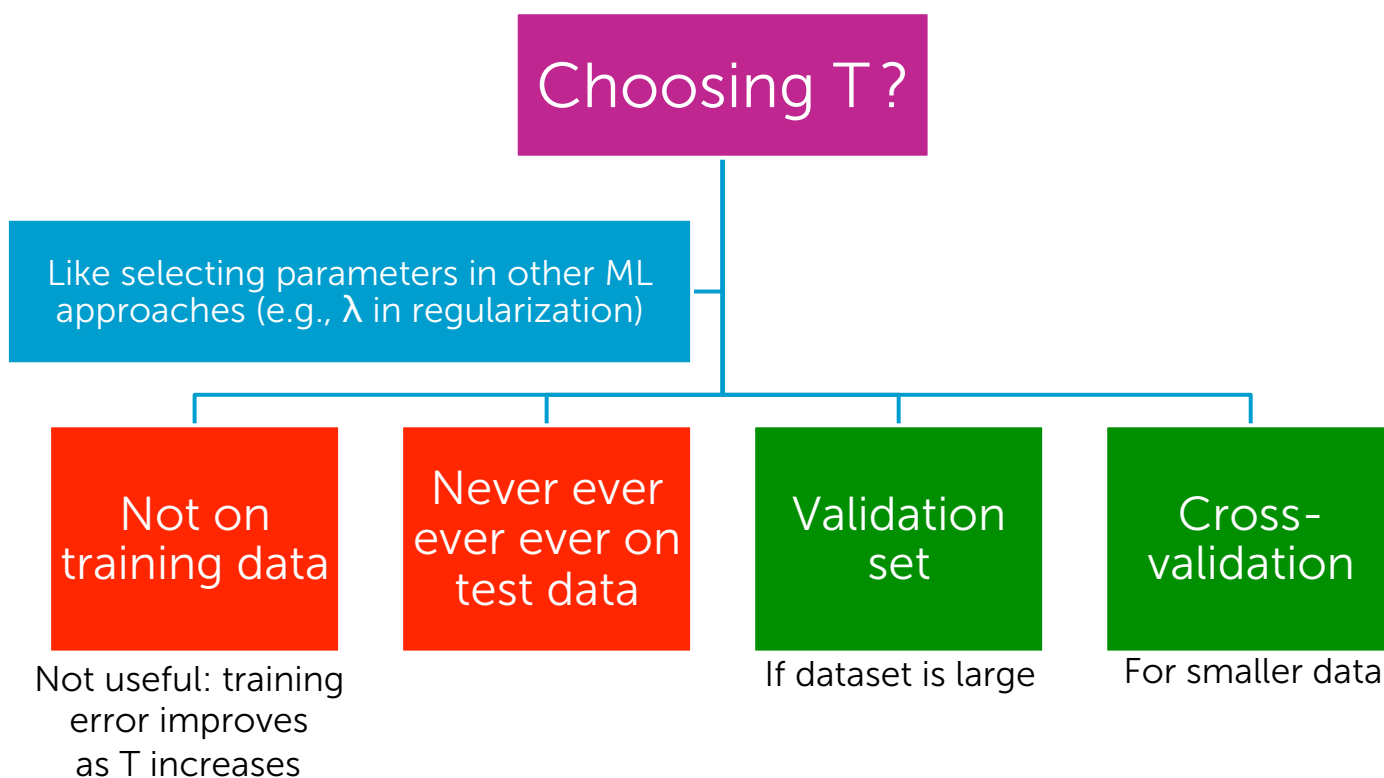 Choosing T ?
Like selecting parameters in other ML
approaches (e.g., λ in regularization)
Not on
training data
Never ever
ever ever on
test data
Validation
set
Cross-
validation
Not useful: training
error improves
as T increases
If dataset is large
For smaller data